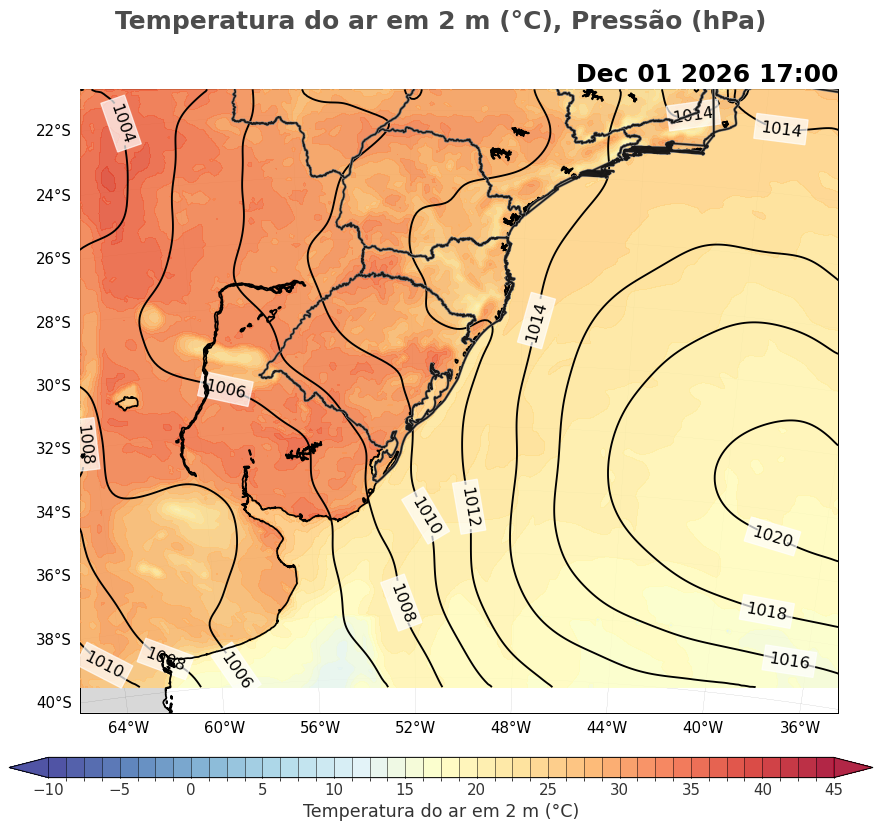 Temperatura do ar em 2 m (°C), Pressão (hPa)
Dec 01 2026 17:00
1004
1014
1014
22°S
24°S
26°S
28°S
1014
30°S
1006
1008
32°S
1010
1012
34°S
1020
36°S
1008
1018
38°S
1010
1008
1006
1016
40°S
64°W 60°W 56°W 52°W 48°W 44°W 40°W 36°W
−10 −5 0 5 10 15 20 25 30 35 40 45
Temperatura do ar em 2 m (°C)